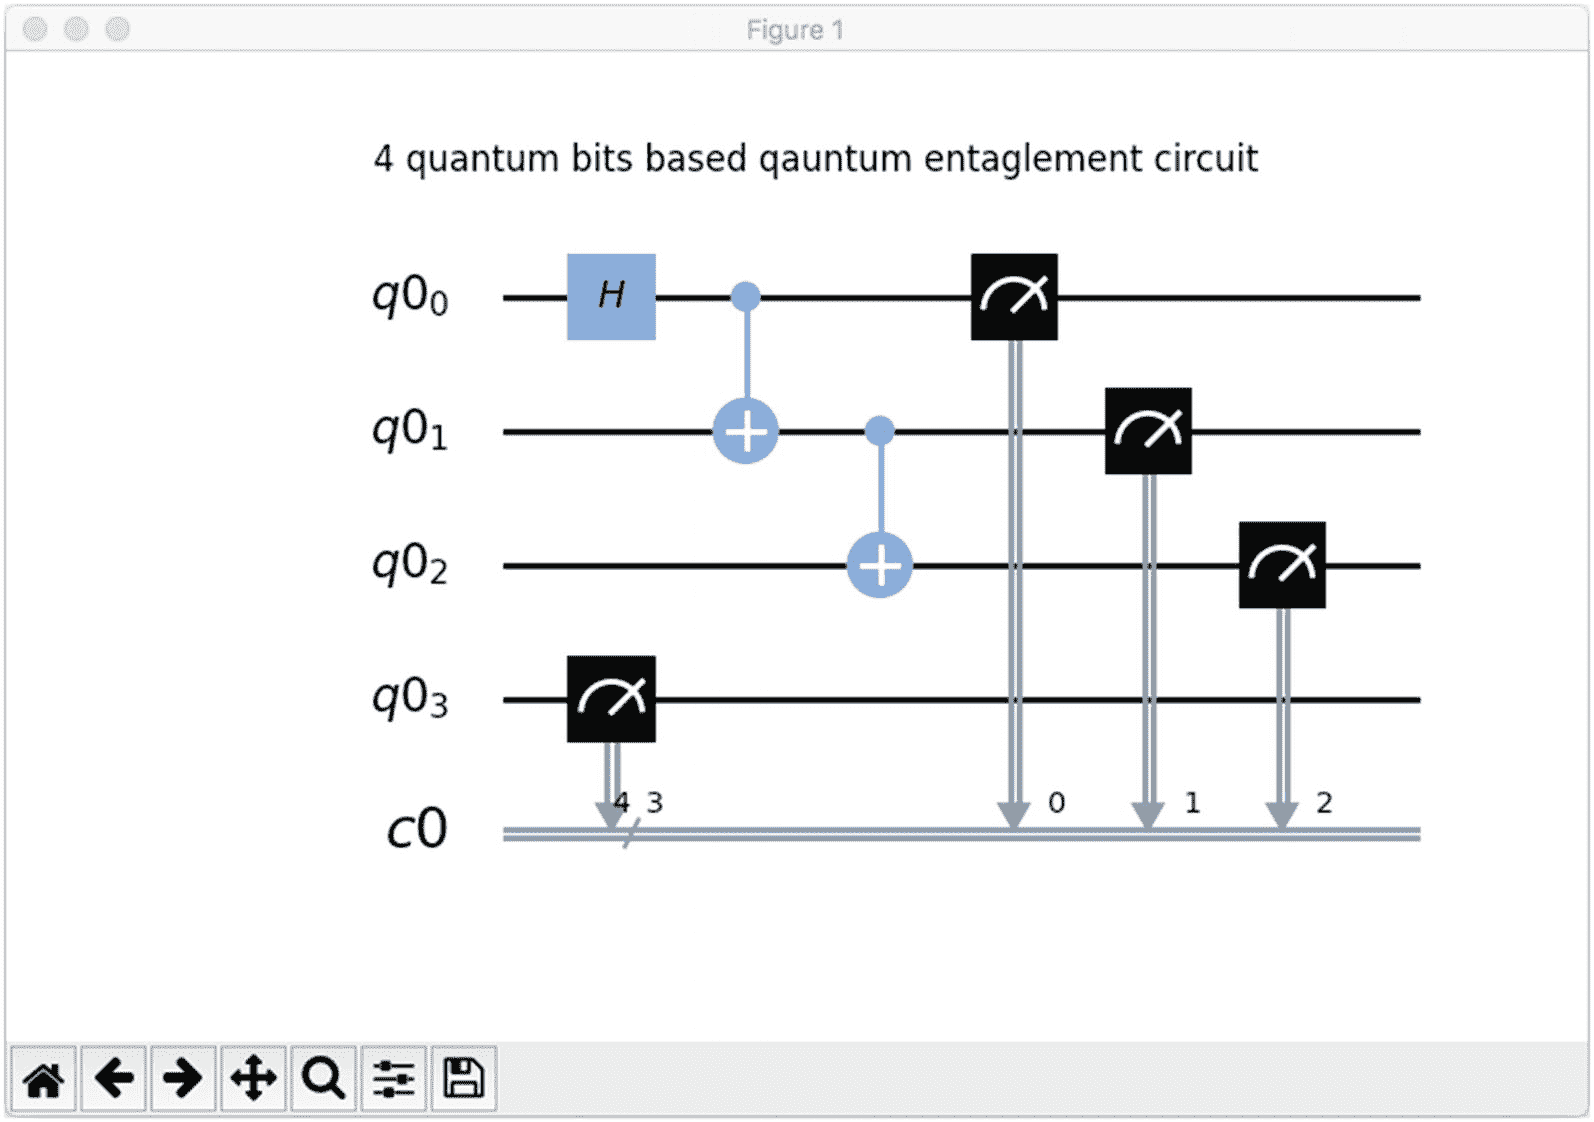 Figure 1
4 quantum bits based qauntum entaglement circuit
q0₀
H
q0₁
q0₂
q0₃
4 3 0 1 2
c0